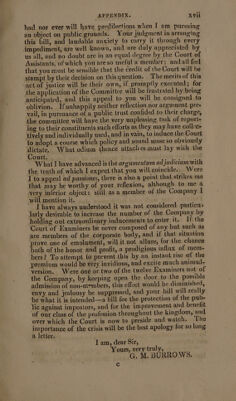 APPENDIX. xvii
had nor ever will have predilections when I am pursuing
an object on public grounds. Your judgment in arranging
this bill, and laudable anxiety to carry it through every
impediment, are well known, and are duly appreciated by
us all, and no doubt are in an equal degree by the Court of
Assistants, of which you are so useful a member: and all feel
that you must be sensible that the credit of the Court will be
stampt by their decision on this question. The merits of this
act of justice will be their own, if promptly executed; for
the application of the Committee will be frustrated by being
anticipated, and this appeal to you will be consigned to
oblivion. If unhappily neither reflection nor argument pre-
vail, in pursuance of a public trust confided to their charge,
the committee will have the very unpleasing task of report-
ing to their constituents such efforts as they may have collec-
tively and individually used, and in vain, to induce the Court
to adopt a course which policy and sound sense so obviously
dictate. What odium thence attaches must lay with the
Court.
What I have advanced is the argumentum ad judicium with
the tenth of which I expect that you will coincide. Were
I to appeal ad passiones, there is also a point that strikes me
that may be worthy of your reflexion, although to me a
very inferior object: still as a member of the Company I
will mention it.
I have always understood it was not considered particu-
larly desirable to increase the number of the Company by
holding out extraordinary inducements to enter it. If the
Court of Examiners be never composed of any but such as
are members of the corporate body, and if that situation
prove one of emolument, will it not allure, for the chance
both of the honor and profit, a prodigious influx of mem-
bers? To attempt to prevent this by an instant rise of the
premiums would be very invidious, and excite much animad-
version. Were one or two of the twelve Examiners not of
the Company, by keeping open the door to the possible
admission of non-members, this effect would be diminished,
envy and jealousy be suppressed, and your bill will really
be what it is intended—a bill for the protection of the pub-
lic against impostors, and for the improvement and benefit
of our class of the profession throughout the kingdom, and
over which the Court is now to preside and watch. The
importance of the crisis will be the best apology for so long
a letter.
I am, dear Sir,
Yours, very truly,
G. M. BURROWS.
C